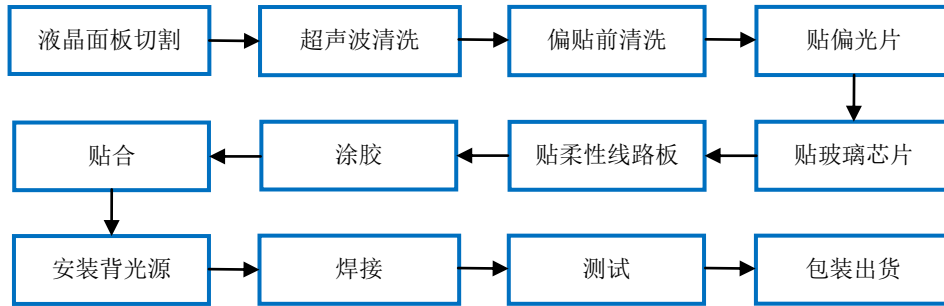 液晶面板切割
超声波清洗
偏贴前清洗
贴偏光片
贴玻璃芯片
贴柔性线路板
涂胶
贴合
安装背光源
焊接
测试
包装出货